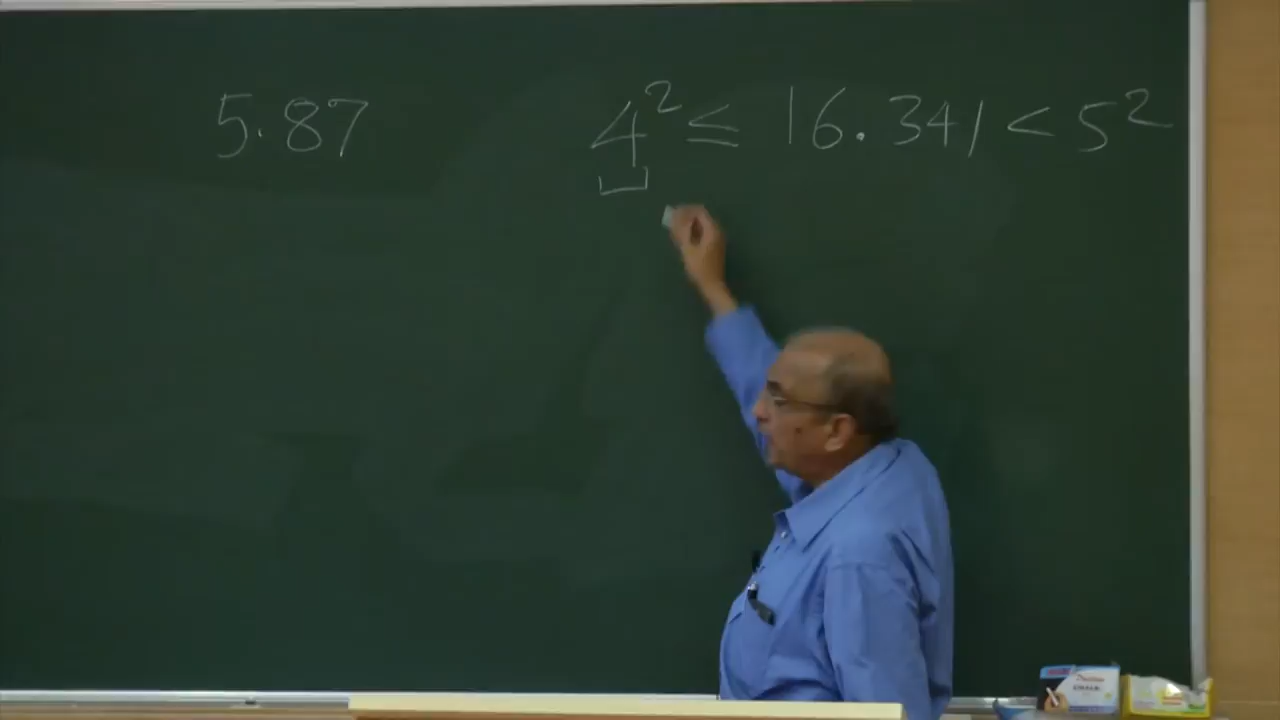 5.87 4² ≤ 16.341 < 5²